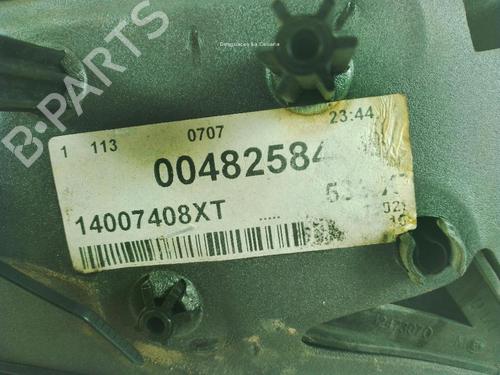 Desguaces La Cabaña
B-PARTS
1 113 0707 23:44
00482584
14007408XT .....